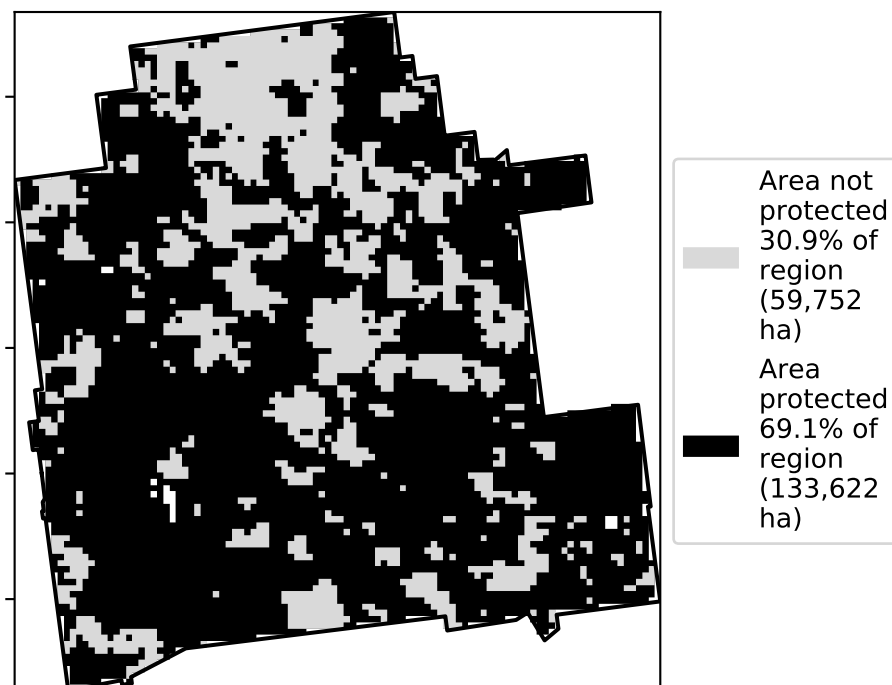 Area not
protected
30.9% of
region
(59,752
ha)
Area
protected
69.1% of
region
(133,622
ha)